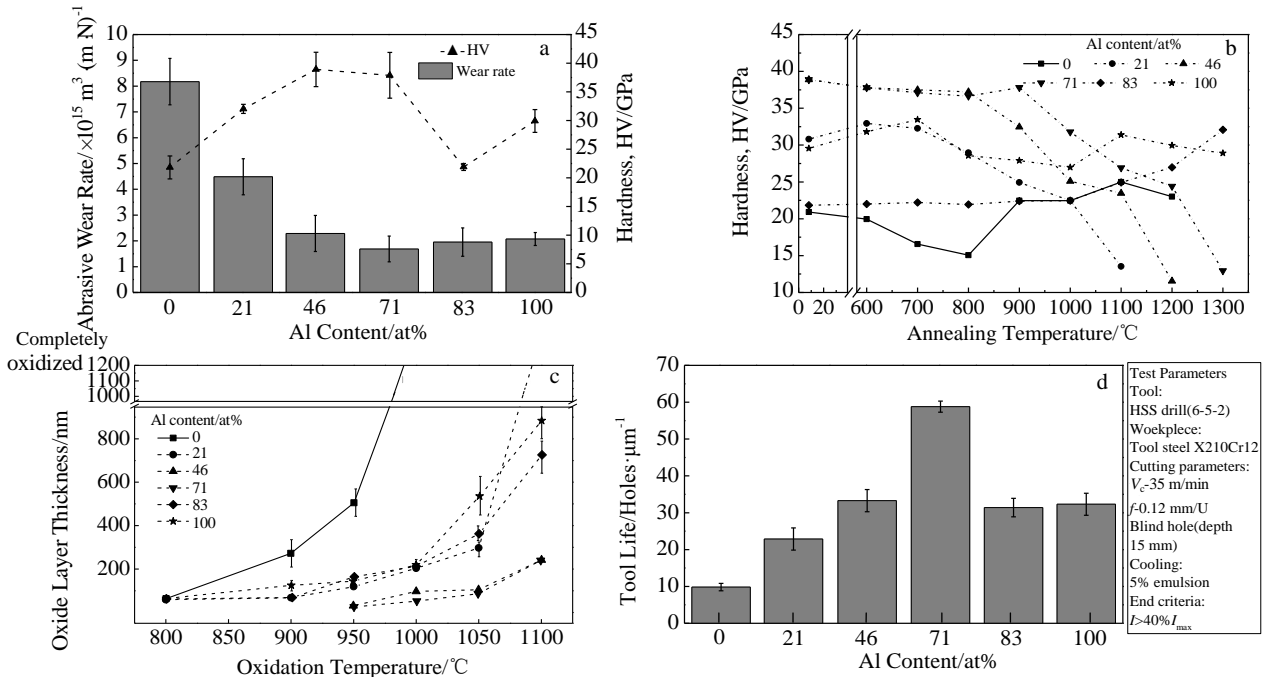 a
HV
Wear rate
Abrasive Wear Rate/×10¹⁵ m³ (m N)⁻¹
Hardness, HV/GPa
0 1 2 3 4 5 6 7 8 9 10
0 5 10 15 20 25 30 35 40 45
0 21 46 71 83 100
Al Content/at%
b
Al content/at%
0 21 46
71 83 100
Hardness, HV/GPa
10 15 20 25 30 35 40 45
20 600 700 800 900 1000 1100 1200 1300
Annealing Temperature/℃
Completely
oxidized
c
1200
1100
1000
800
600
400
200
Al content/at%
0
21
46
71
83
100
Oxide Layer Thickness/nm
800 850 900 950 1000 1050 1100
Oxidation Temperature/℃
d
Tool Life/Holes·μm⁻¹
0 10 20 30 40 50 60 70
0 21 46 71 83 100
Al Content/at%
Test Parameters
Tool:
HSS drill(6-5-2)
Woekplece:
Tool steel X210Cr12
Cutting parameters:
Vc-35 m/min
f-0.12 mm/U
Blind hole(depth
15 mm)
Cooling:
5% emulsion
End criteria:
I>40%Imax